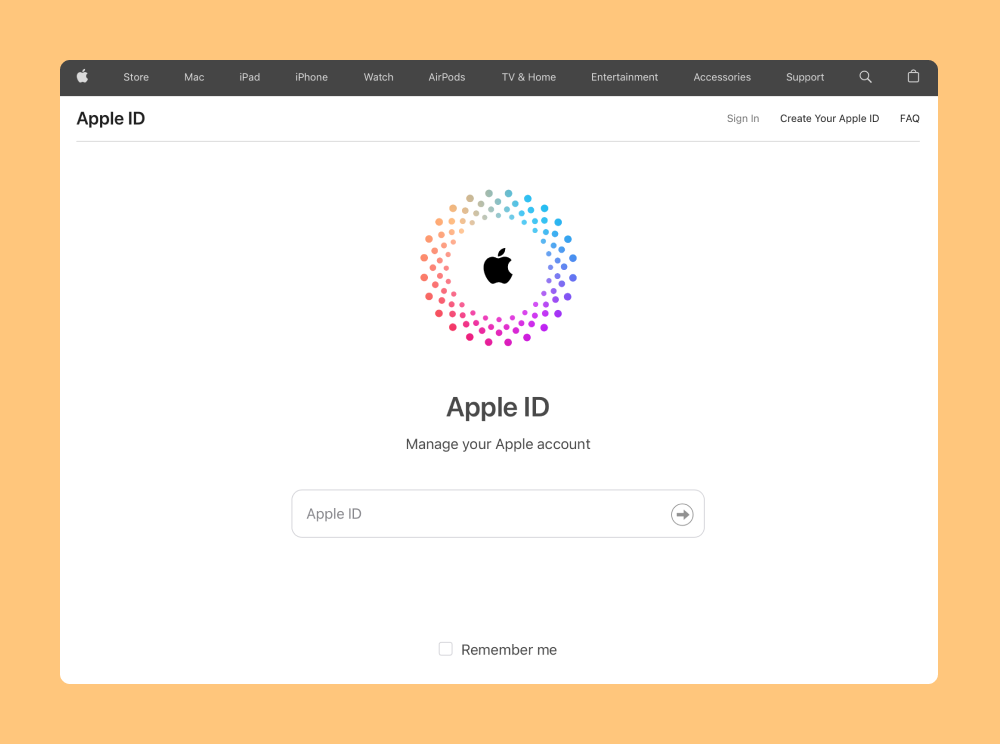 Store Mac iPad iPhone Watch AirPods TV & Home Entertainment Accessories Support
Apple ID Sign In Create Your Apple ID FAQ
Apple ID
Manage your Apple account
Apple ID
Remember me